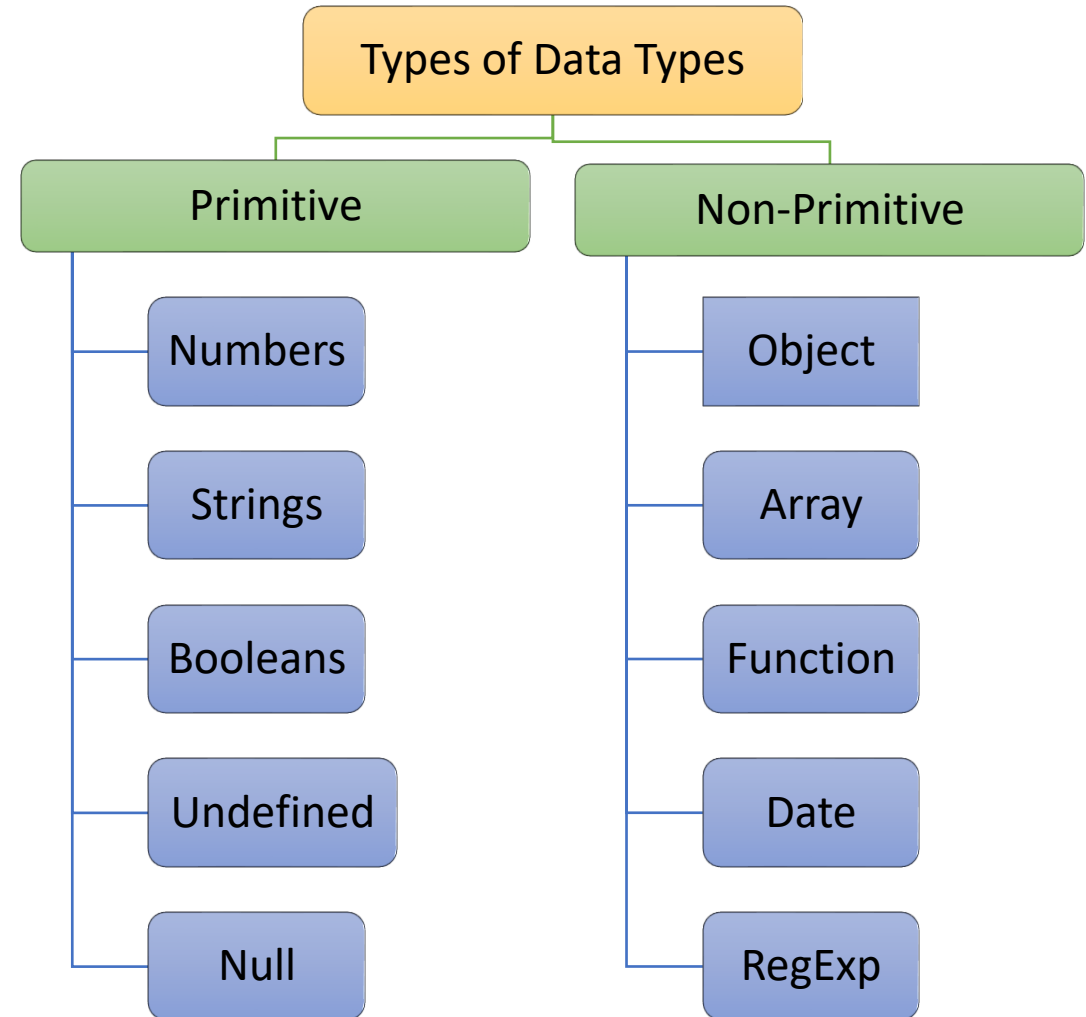 Types of Data Types
Primitive
Numbers
Strings
Booleans
Undefined
Null
Non-Primitive
Object
Array
Function
Date
RegExp